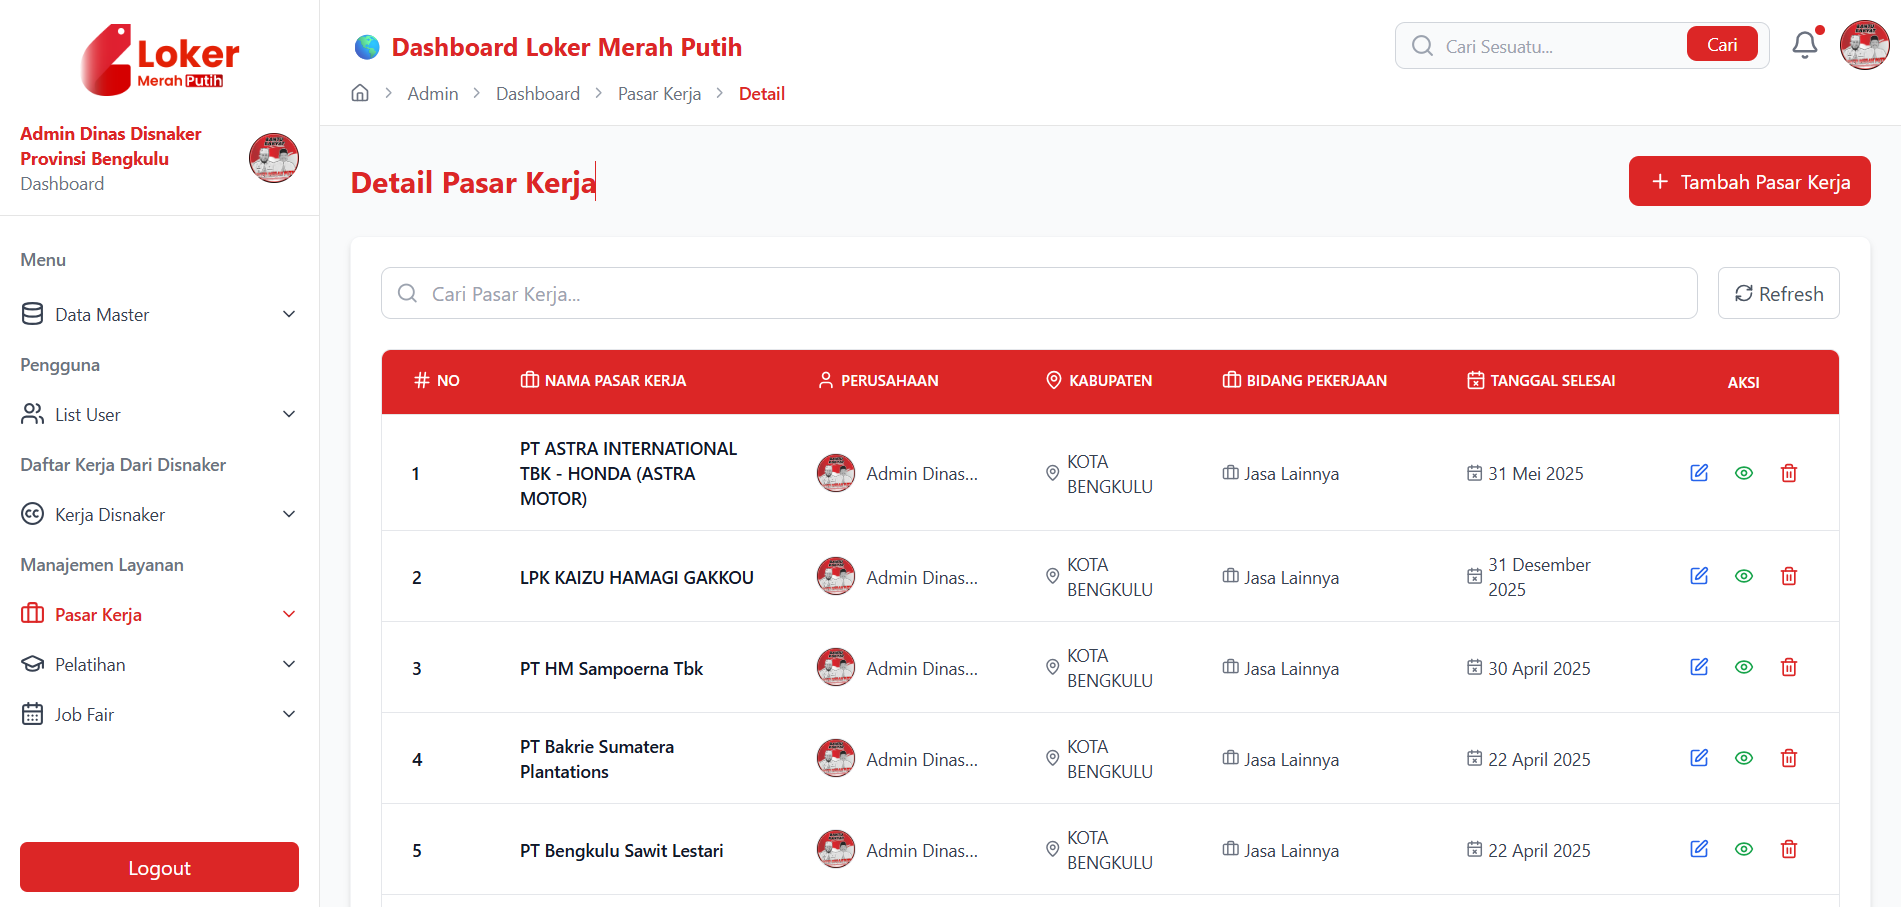 Loker
Merah Putih
Admin Dinas Disnaker
Provinsi Bengkulu
Dashboard
Menu
Data Master
Pengguna
List User
Daftar Kerja Dari Disnaker
Kerja Disnaker
Manajemen Layanan
Pasar Kerja
Pelatihan
Job Fair
Logout
Dashboard Loker Merah Putih
Cari Sesuatu...
Cari
Admin
Dashboard
Pasar Kerja
Detail
Detail Pasar Kerja
Tambah Pasar Kerja
Cari Pasar Kerja...
Refresh
NO
NAMA PASAR KERJA
PERUSAHAAN
KABUPATEN
BIDANG PEKERJAAN
TANGGAL SELESAI
AKSI
1
PT ASTRA INTERNATIONAL
TBK - HONDA (ASTRA
MOTOR)
Admin Dinas...
KOTA
BENGKULU
Jasa Lainnya
31 Mei 2025
2
LPK KAIZU HAMAGI GAKKOU
Admin Dinas...
KOTA
BENGKULU
Jasa Lainnya
31 Desember
2025
3
PT HM Sampoerna Tbk
Admin Dinas...
KOTA
BENGKULU
Jasa Lainnya
30 April 2025
4
PT Bakrie Sumatera
Plantations
Admin Dinas...
KOTA
BENGKULU
Jasa Lainnya
22 April 2025
5
PT Bengkulu Sawit Lestari
Admin Dinas...
KOTA
BENGKULU
Jasa Lainnya
22 April 2025